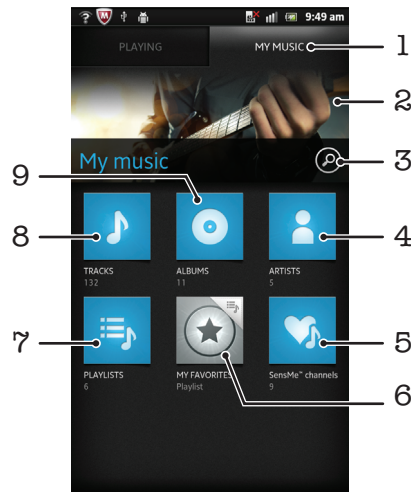 9:49 am
PLAYING
MY MUSIC
1
2
My music
3
9
8
4
TRACKS
132
ALBUMS
11
ARTISTS
5
7
5
PLAYLISTS
6
MY FAVORITES
Playlist
SensMe™ channels
9
6